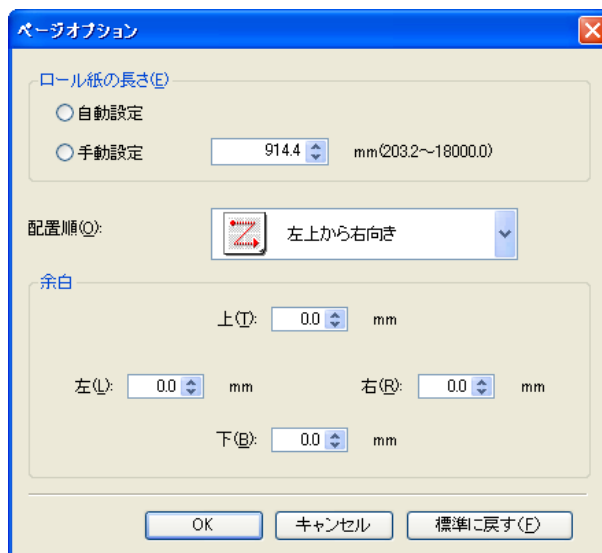 ページオプション
ロール紙の長さ(E)
自動設定
手動設定 914.4 mm(203.2～18000.0)
配置順(O): 左上から右向き
余白
上(T): 0.0 mm
左(L): 0.0 mm 右(R): 0.0 mm
下(B): 0.0 mm
OK キャンセル 標準に戻す(F)